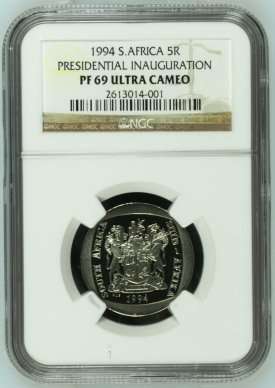 1994 S.AFRICA 5R
PRESIDENTIAL INAUGURATION
PF 69 ULTRA CAMEO
2613014-001
NGC
SOUTH AFRICA
1994